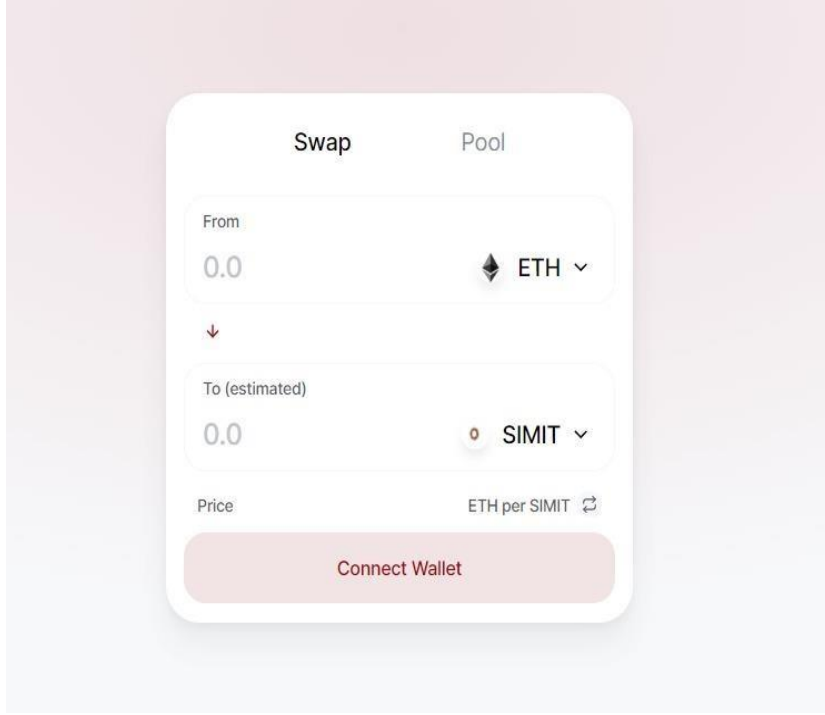 Swap Pool
From
0.0 ETH
To (estimated)
0.0 SIMIT
Price ETH per SIMIT
Connect Wallet